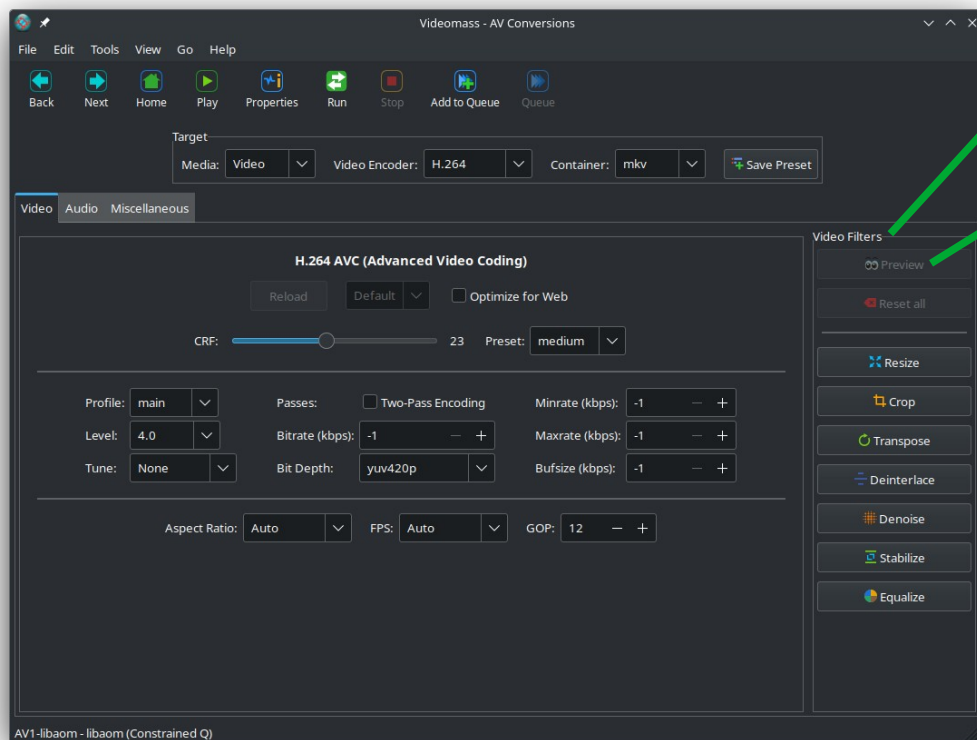 Videomass - AV Conversions
File Edit Tools View Go Help
Back Next Home Play Properties Run Stop Add to Queue Queue
Target
Media: Video Video Encoder: H.264 Container: mkv Save Preset
Video Audio Miscellaneous
Video Filters
H.264 AVC (Advanced Video Coding)
Preview
Reload Default Optimize for Web
Reset all
CRF: 23 Preset: medium
Resize
Profile: main Passes: Two-Pass Encoding Minrate (kbps): -1
Crop
Level: 4.0 Bitrate (kbps): -1 Maxrate (kbps): -1
Transpose
Tune: None Bit Depth: yuv420p Bufsize (kbps): -1
Deinterlace
Aspect Ratio: Auto FPS: Auto GOP: 12
Denoise
Stabilize
Equalize
AV1-libaom - libaom (Constrained Q)